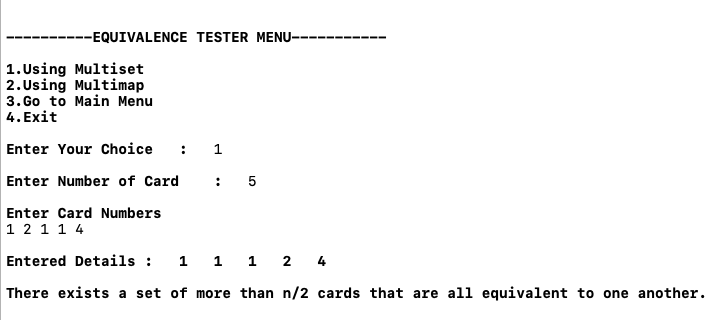 ----------EQUIVALENCE TESTER MENU-----------
1.Using Multiset
2.Using Multimap
3.Go to Main Menu
4.Exit
Enter Your Choice   :   1
Enter Number of Card    :   5
Enter Card Numbers
1 2 1 1 4
Entered Details :   1   1   1   2   4
There exists a set of more than n/2 cards that are all equivalent to one another.